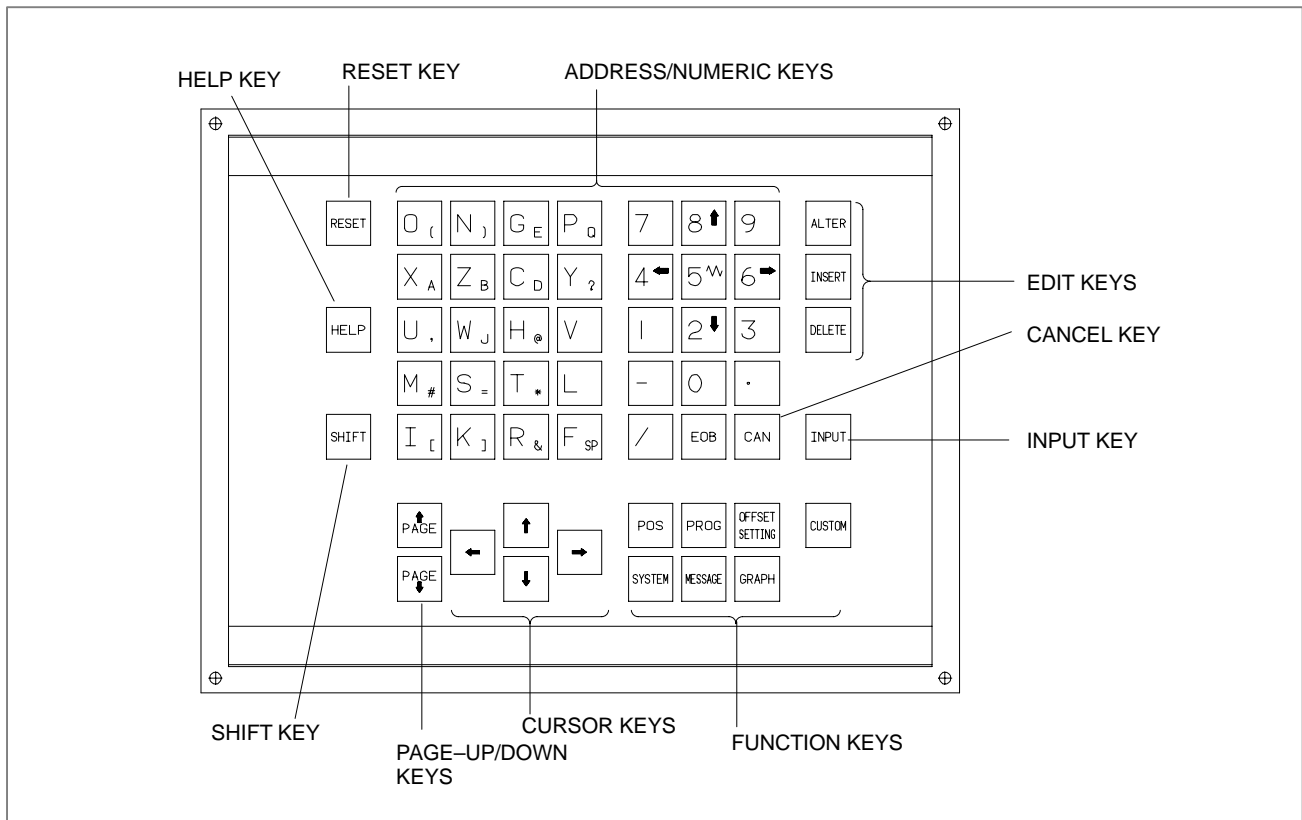 RESET KEY ADDRESS/NUMERIC KEYS
HELP KEY
RESET O ( N ) G E P Q 7 8 9 ALTER
X A Z B C D Y ? 4 5 6 INSERT
EDIT KEYS
HELP U , W J H @ V 1 2 3 DELETE
CANCEL KEY
M # S = T * L - 0 .
SHIFT I [ K ] R & F SP / EOB CAN INPUT
INPUT KEY
PAGE POS PROG OFFSET SETTING CUSTOM
PAGE SYSTEM MESSAGE GRAPH
SHIFT KEY
CURSOR KEYS
FUNCTION KEYS
PAGE–UP/DOWN
KEYS